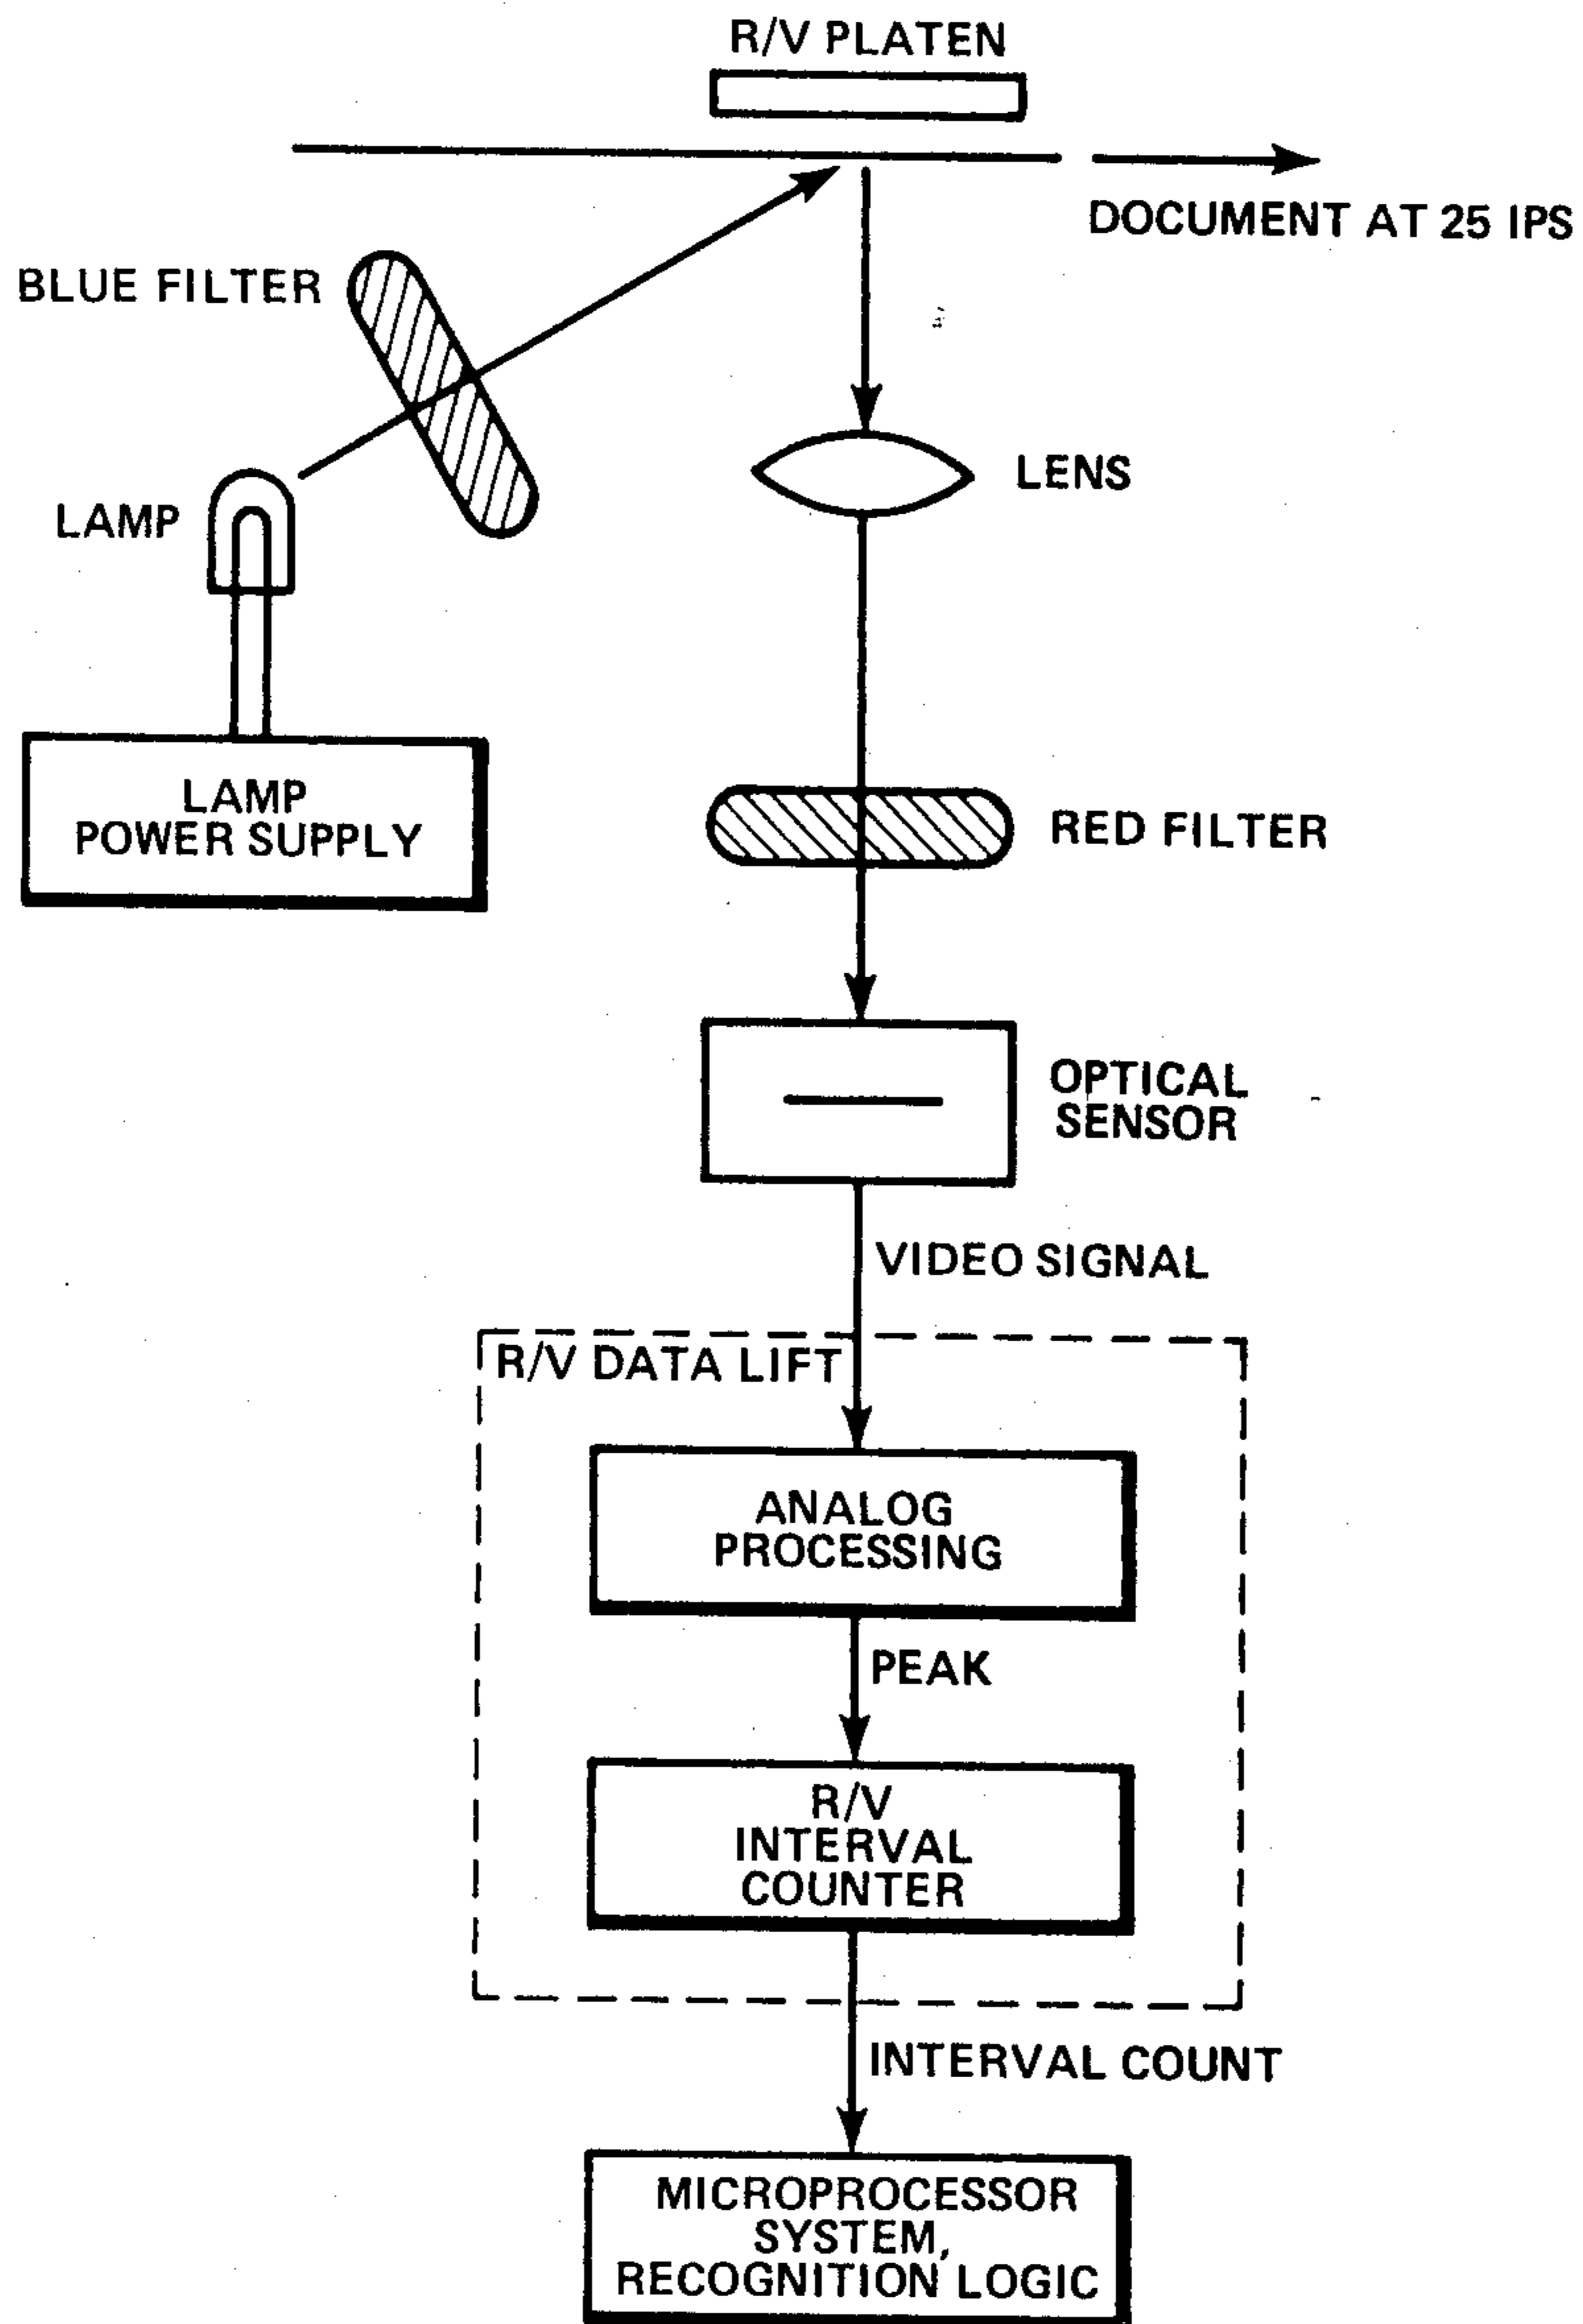 R/V PLATEN
DOCUMENT AT 25 IPS
BLUE FILTER
LENS
LAMP
LAMP
POWER SUPPLY
RED FILTER
OPTICAL
SENSOR
VIDEO SIGNAL
R/V DATA LIFT
ANALOG
PROCESSING
PEAK
R/V
INTERVAL
COUNTER
INTERVAL COUNT
MICROPROCESSOR
SYSTEM,
RECOGNITION LOGIC